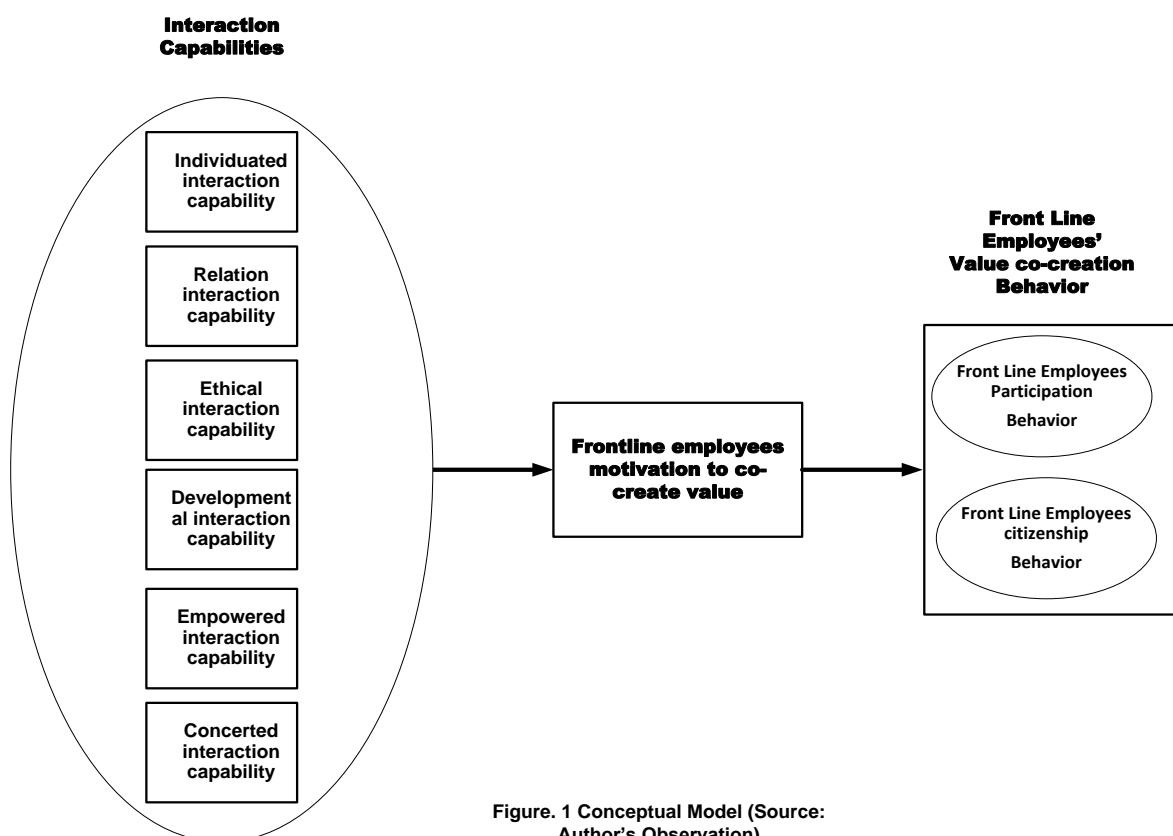 Interaction
Capabilities
Individuated
interaction
capability
Relation
interaction
capability
Ethical
interaction
capability
Development
al interaction
capability
Empowered
interaction
capability
Concerted
interaction
capability
Frontline employees
motivation to co-
create value
Front Line
Employees’
Value co-creation
Behavior
Front Line Employees
Participation
Behavior
Front Line Employees
citizenship
Behavior
Figure. 1 Conceptual Model (Source:
Author’s Observation)